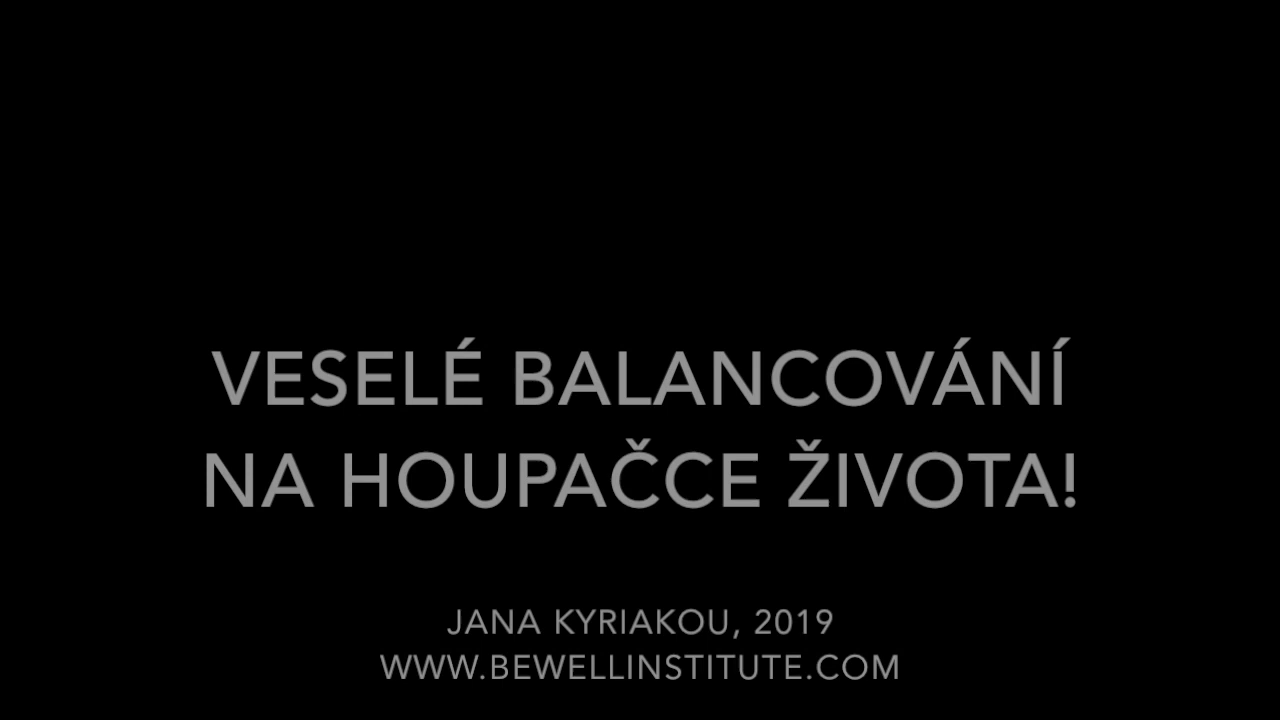 VESELÉ BALANCOVÁNÍ
NA HOUPAČCE ŽIVOTA!
JANA KYRIAKOU, 2019
WWW.BEWELLINSTITUTE.COM